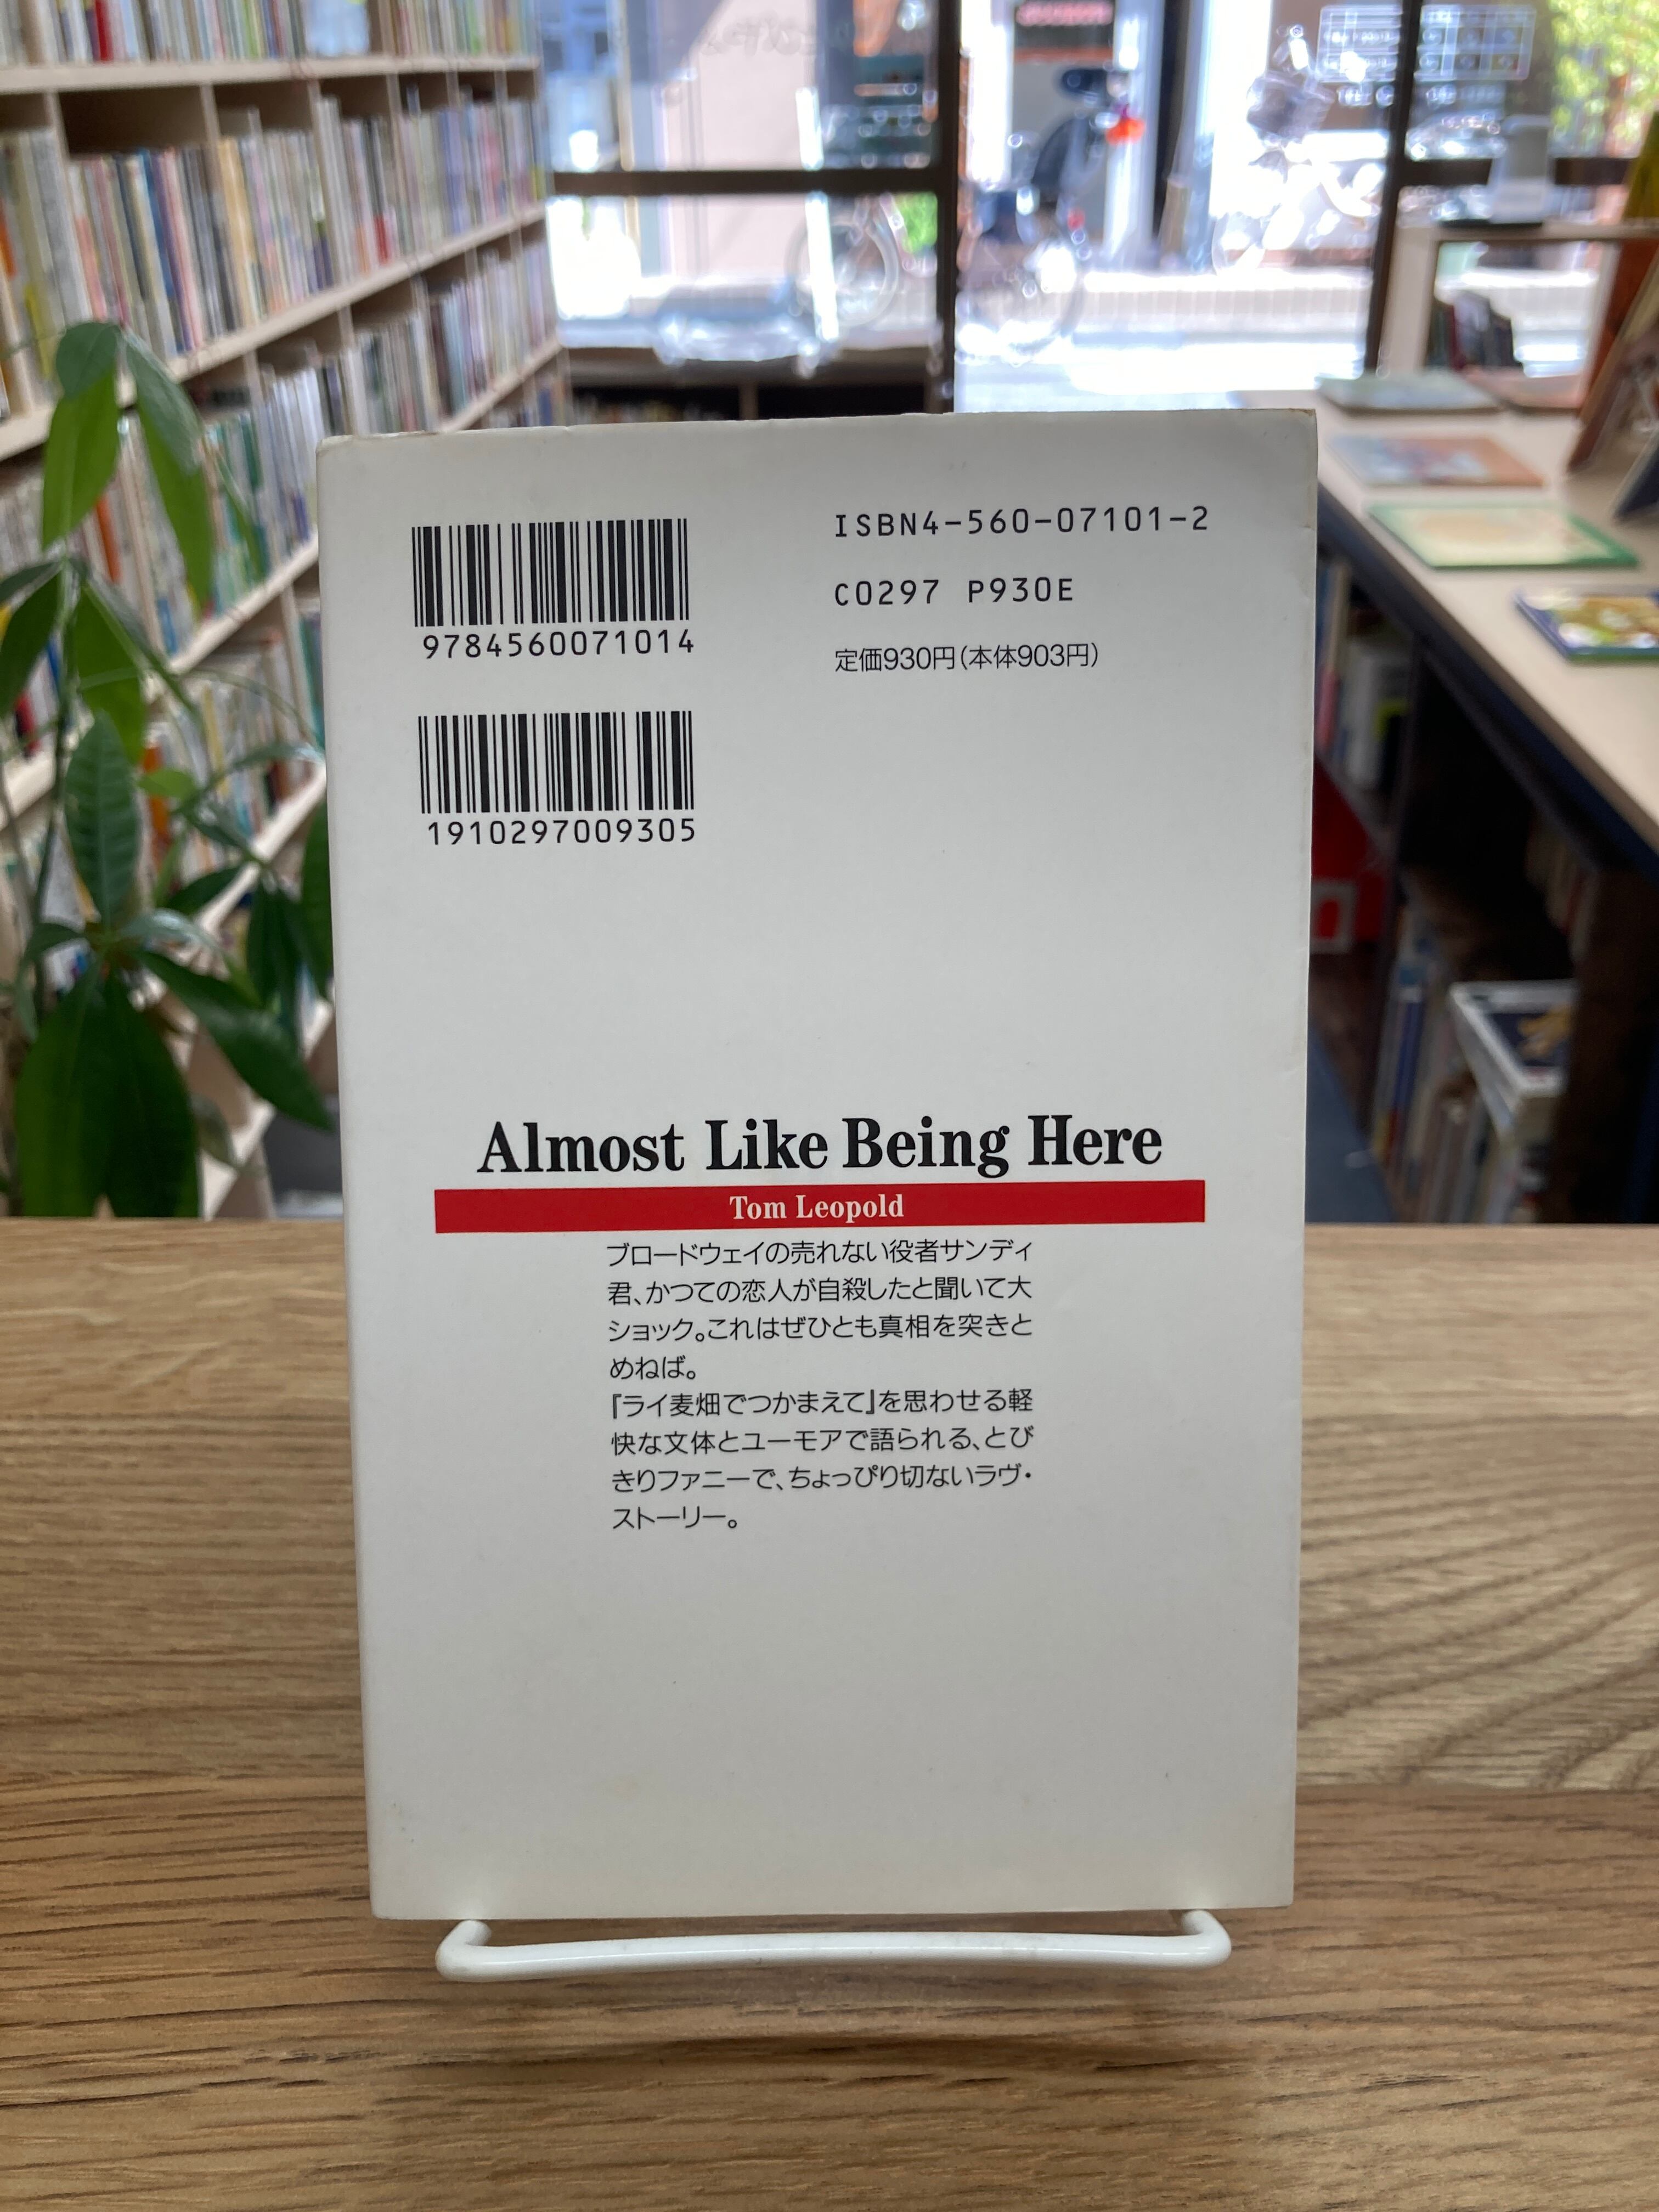 9784560071014
ISBN4-560-07101-2
C0297 P930E
定価930円(本体903円)
1910297009305
Almost Like Being Here
Tom Leopold
ブロードウェイの売れない役者サンディ
君、かつての恋人が自殺したと聞いて大
ショック。これはぜひとも真相を突きと
めねば。
『ライ麦畑でつかまえて』を思わせる軽
快な文体とユーモアで語られる、とび
きりファニーで、ちょっぴり切ないラヴ・
ストーリー。